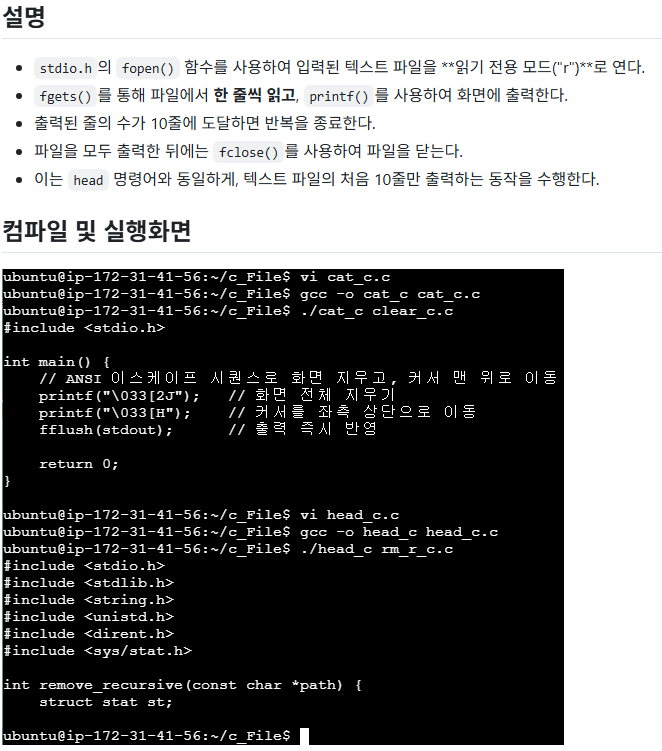 설명
stdio.h 의 fopen() 함수를 사용하여 입력된 텍스트 파일을 **읽기 전용 모드("r")**로 연다.
fgets() 를 통해 파일에서 한 줄씩 읽고, printf() 를 사용하여 화면에 출력한다.
출력된 줄의 수가 10줄에 도달하면 반복을 종료한다.
파일을 모두 출력한 뒤에는 fclose() 를 사용하여 파일을 닫는다.
이는 head 명령어와 동일하게, 텍스트 파일의 처음 10줄만 출력하는 동작을 수행한다.
컴파일 및 실행화면
ubuntu@ip-172-31-41-56:~/c_File$ vi cat_c.c
ubuntu@ip-172-31-41-56:~/c_File$ gcc -o cat_c cat_c.c
ubuntu@ip-172-31-41-56:~/c_File$ ./cat_c clear_c.c
#include <stdio.h>
int main() {
    // ANSI 이스케이프 시퀀스로 화면 지우고, 커서 맨 위로 이동
    printf("\033[2J");   // 화면 전체 지우기
    printf("\033[H");    // 커서를 좌측 상단으로 이동
    fflush(stdout);      // 출력 즉시 반영
    return 0;
}
ubuntu@ip-172-31-41-56:~/c_File$ vi head_c.c
ubuntu@ip-172-31-41-56:~/c_File$ gcc -o head_c head_c.c
ubuntu@ip-172-31-41-56:~/c_File$ ./head_c rm_r_c.c
#include <stdio.h>
#include <stdlib.h>
#include <string.h>
#include <unistd.h>
#include <dirent.h>
#include <sys/stat.h>
int remove_recursive(const char *path) {
    struct stat st;
ubuntu@ip-172-31-41-56:~/c_File$